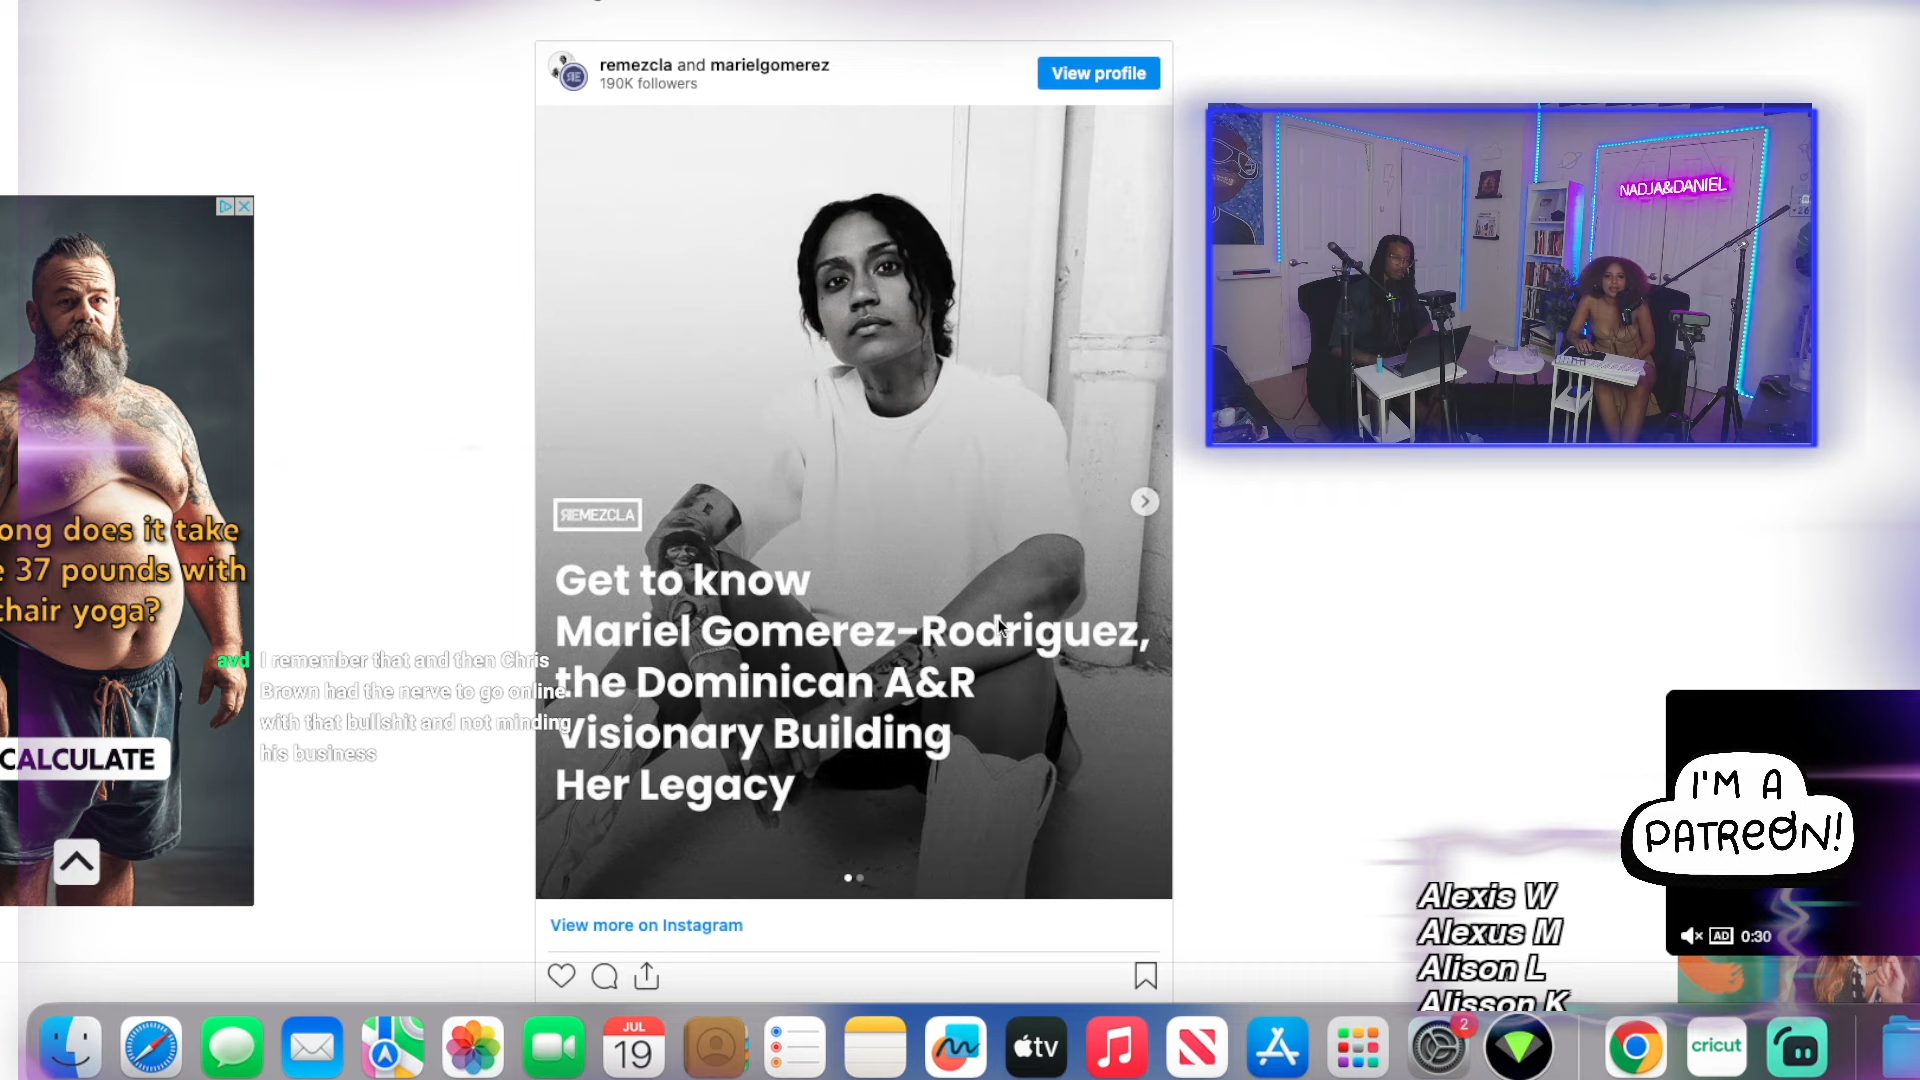 remezcla and marielgomerez
190K followers
View profile
NADJA&DANIEL
REMEZCLA
Get to know
Mariel Gomerez-Rodriguez,
the Dominican A&R
Visionary Building
Her Legacy
ong does it take
e 37 pounds with
chair yoga?
CALCULATE
avd I remember that and then Chris
Brown had the nerve to go online
with that bullshit and not minding
his business
I'M A
PATREON!
Alexis W
Alexus M
Alison L
Alisson K
AD 0:30
View more on Instagram
JUL
19
tv
2
cricut